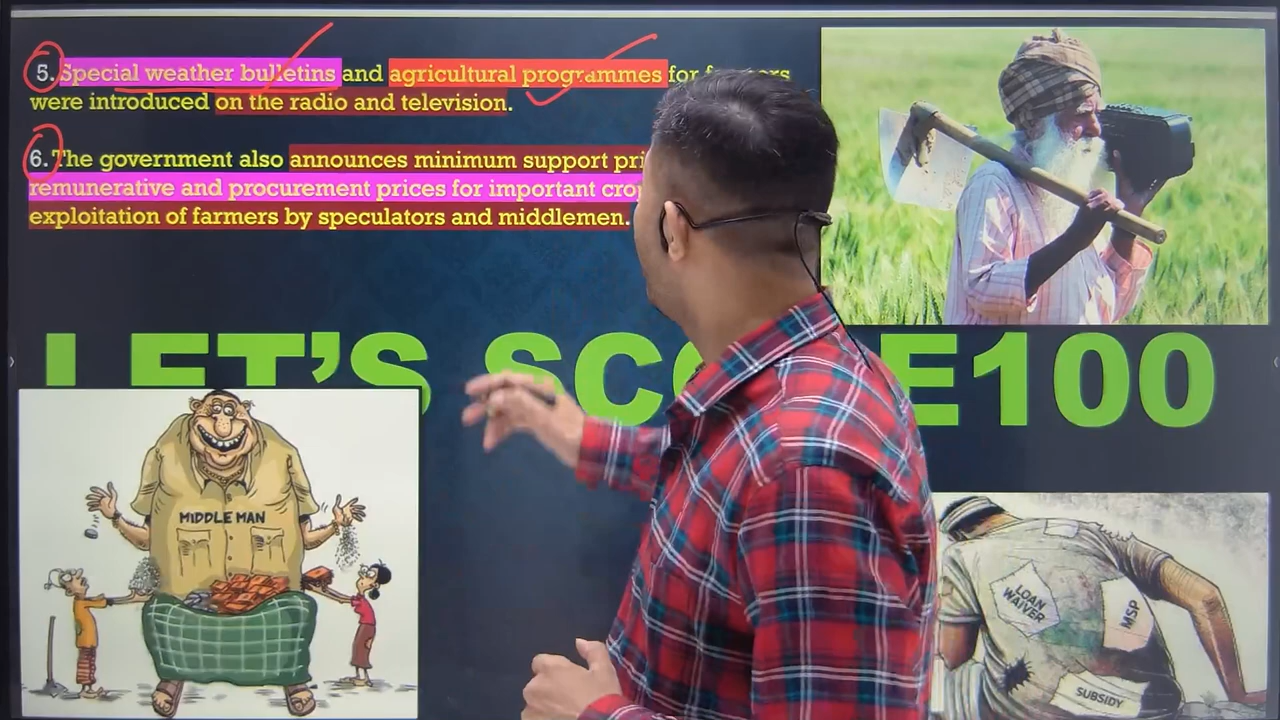 5. Special weather bulletins and agricultural programmes for
were introduced on the radio and television.
6. The government also announces minimum support
remunerative and procurement prices for important
exploitation of farmers by speculators and middlemen.
LET'S SCORE100
MIDDLE MAN
LOAN
WAIVER
MSP
SUBSIDY